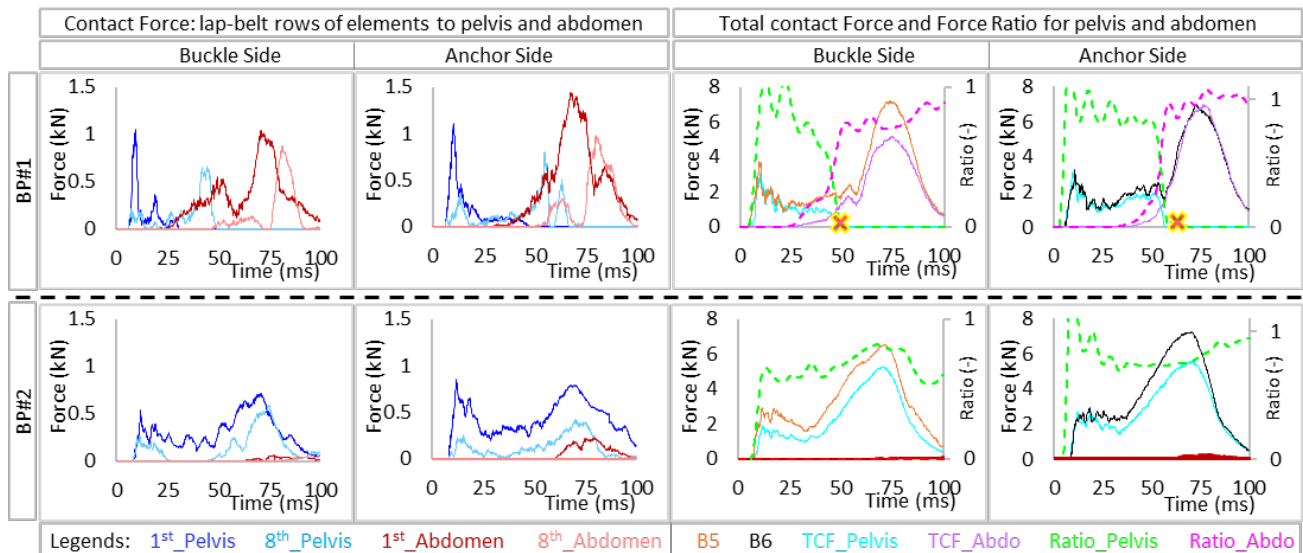 Contact Force: lap-belt rows of elements to pelvis and abdomen
Total contact Force and Force Ratio for pelvis and abdomen
Buckle Side
Anchor Side
Buckle Side
Anchor Side
BP#1
Force (kN)
1.5
1
0.5
0
0 25 50 75 100
Time (ms)
Force (kN)
1.5
1
0.5
0
0 25 50 75 100
Time (ms)
Force (kN)
8
6
4
2
0
1
0
Ratio (-)
0 25 50 75 100
Time (ms)
Force (kN)
8
6
4
2
0
1
0
Ratio (-)
0 25 50 75 100
Time (ms)
BP#2
Force (kN)
1.5
1
0.5
0
0 25 50 75 100
Time (ms)
Force (kN)
1.5
1
0.5
0
0 25 50 75 100
Time (ms)
Force (kN)
8
6
4
2
0
1
0
Ratio (-)
0 25 50 75 100
Time (ms)
Force (kN)
8
6
4
2
0
1
0
Ratio (-)
0 25 50 75 100
Time (ms)
Legends: 1st_Pelvis 8th_Pelvis 1st_Abdomen 8th_Abdomen B5 B6 TCF_Pelvis TCF_Abdo Ratio_Pelvis Ratio_Abdo